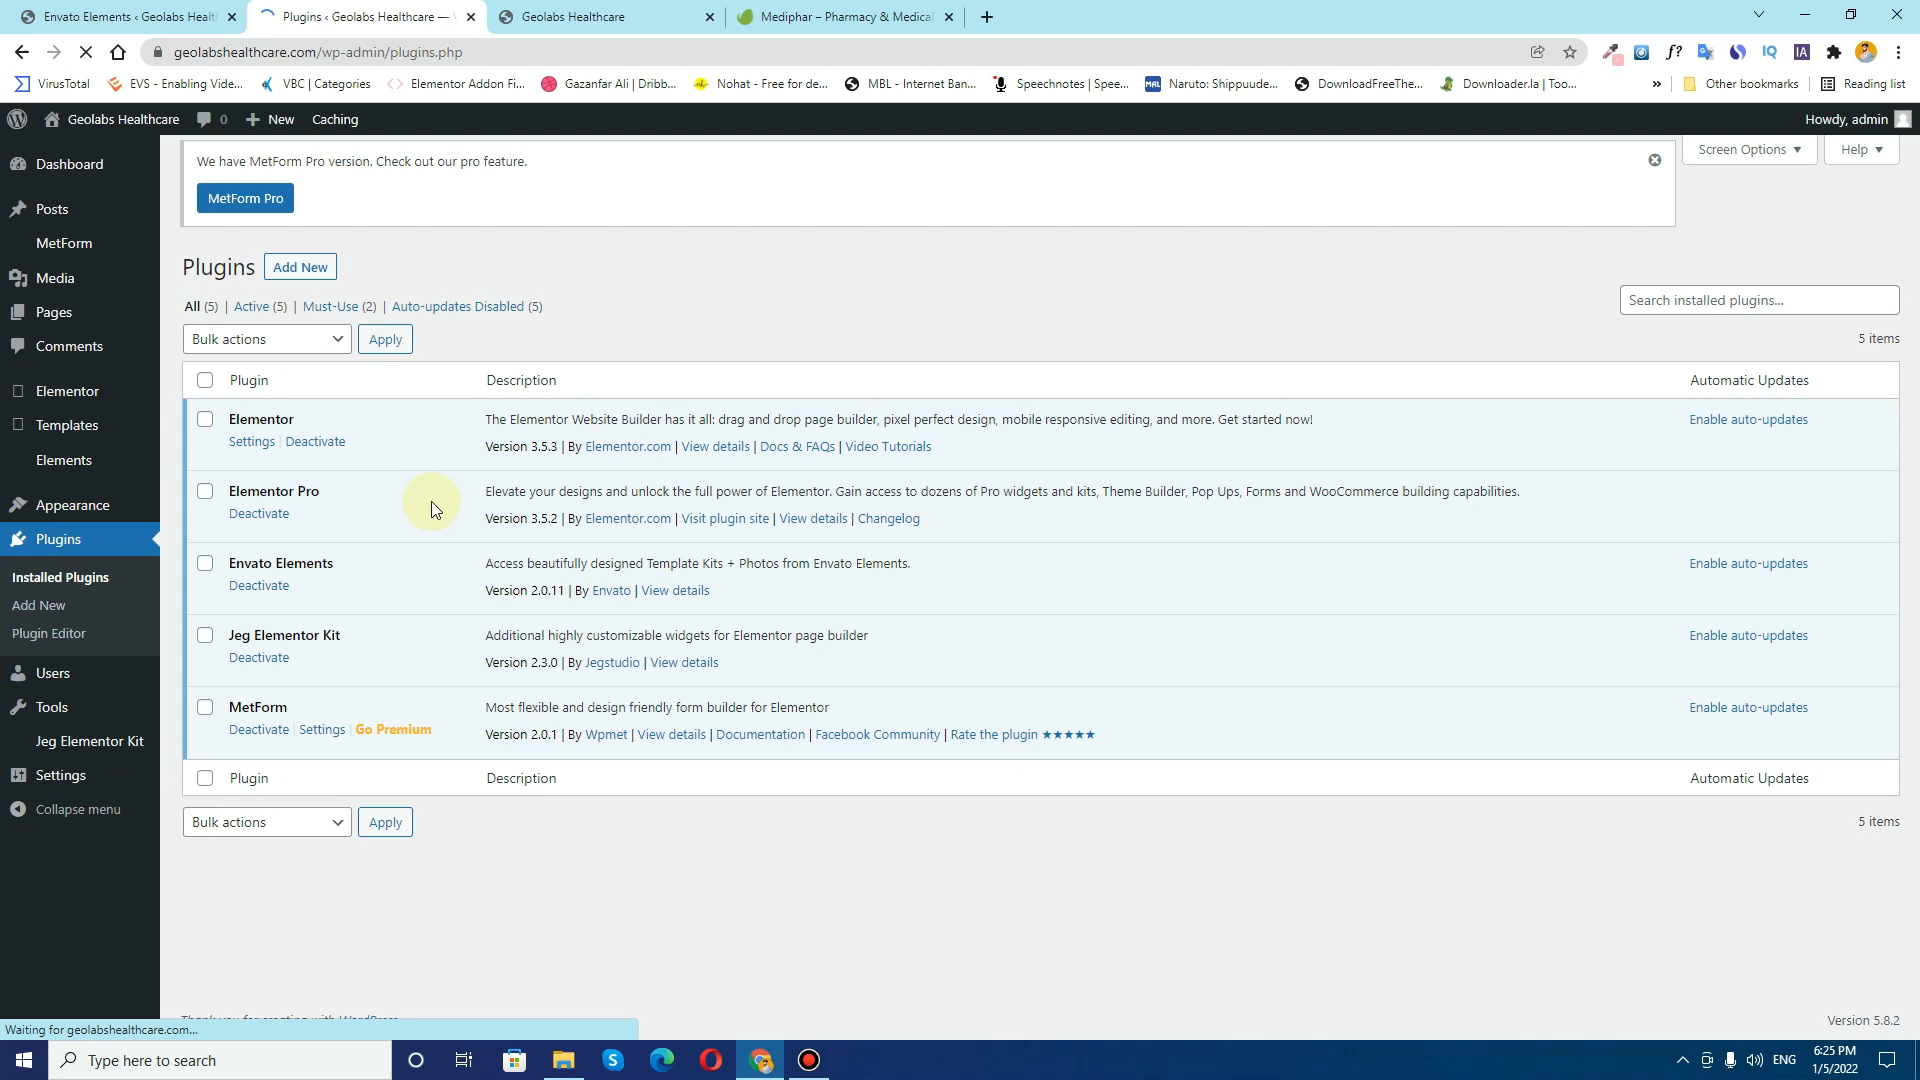 Envato Elements ‹ Geolabs Healt
Plugins ‹ Geolabs Healthcare —
Geolabs Healthcare
Mediphar – Pharmacy & Medical
geolabshealthcare.com/wp-admin/plugins.php
VirusTotal
EVS - Enabling Vide...
VBC | Categories
Elementor Addon Fi...
Gazanfar Ali | Dribb...
Nohat - Free for de...
MBL - Internet Ban...
Speechnotes | Spee...
Naruto: Shippuude...
DownloadFreeThe...
Downloader.la | Too...
»
Other bookmarks
Reading list
Geolabs Healthcare
0
New
Caching
Howdy, admin
Dashboard
Posts
MetForm
Media
Pages
Comments
Elementor
Templates
Elements
Appearance
Plugins
Installed Plugins
Add New
Plugin Editor
Users
Tools
Jeg Elementor Kit
Settings
Collapse menu
We have MetForm Pro version. Check out our pro feature.
MetForm Pro
Screen Options
Help
Plugins Add New
All (5) | Active (5) | Must-Use (2) | Auto-updates Disabled (5)
Search installed plugins...
Bulk actions
Apply
5 items
Plugin Description Automatic Updates
Elementor
Settings | Deactivate
The Elementor Website Builder has it all: drag and drop page builder, pixel perfect design, mobile responsive editing, and more. Get started now!
Version 3.5.3 | By Elementor.com | View details | Docs & FAQs | Video Tutorials
Enable auto-updates
Elementor Pro
Deactivate
Elevate your designs and unlock the full power of Elementor. Gain access to dozens of Pro widgets and kits, Theme Builder, Pop Ups, Forms and WooCommerce building capabilities.
Version 3.5.2 | By Elementor.com | Visit plugin site | View details | Changelog
Envato Elements
Deactivate
Access beautifully designed Template Kits + Photos from Envato Elements.
Version 2.0.11 | By Envato | View details
Enable auto-updates
Jeg Elementor Kit
Deactivate
Additional highly customizable widgets for Elementor page builder
Version 2.3.0 | By Jegstudio | View details
Enable auto-updates
MetForm
Deactivate | Settings | Go Premium
Most flexible and design friendly form builder for Elementor
Version 2.0.1 | By Wpmet | View details | Documentation | Facebook Community | Rate the plugin ★★★★★
Enable auto-updates
Plugin Description Automatic Updates
Bulk actions
Apply
5 items
Version 5.8.2
Waiting for geolabshealthcare.com...
Type here to search
ENG
6:25 PM
1/5/2022